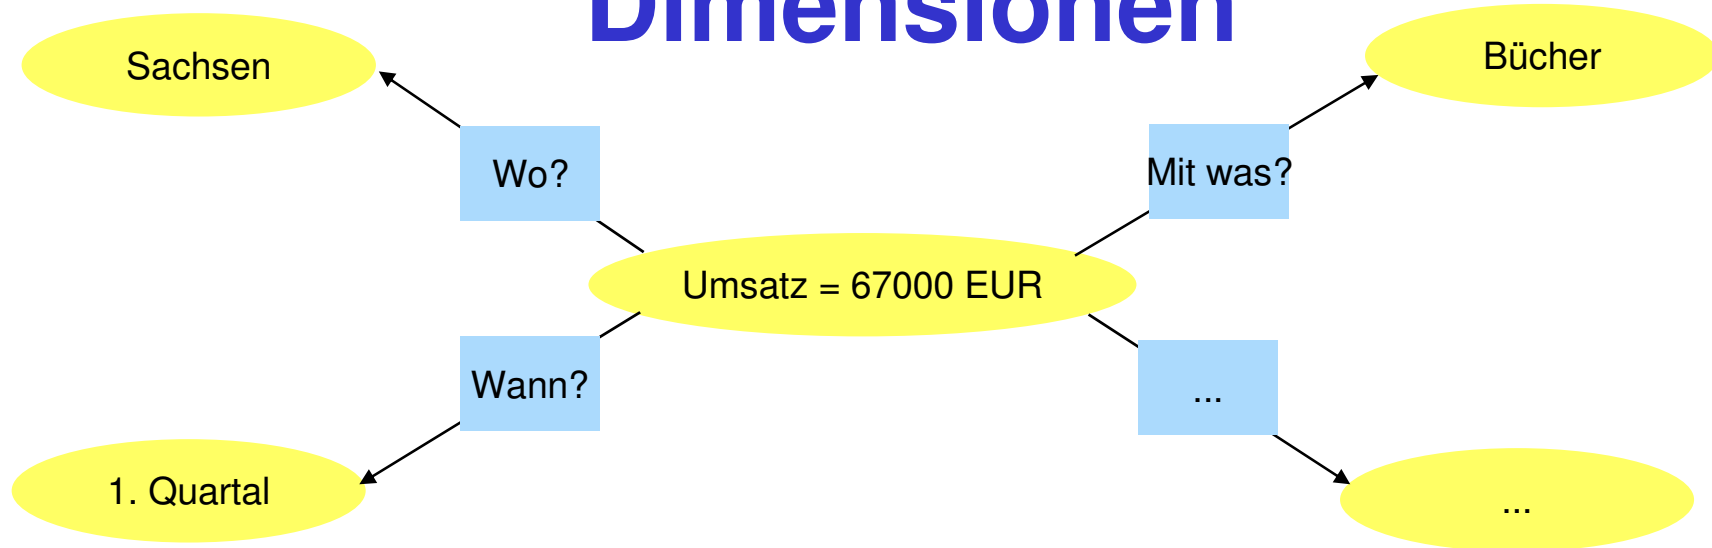 Dimensionen
Sachsen
Bücher
Wo?
Mit was?
Umsatz = 67000 EUR
Wann?
...
1. Quartal
...